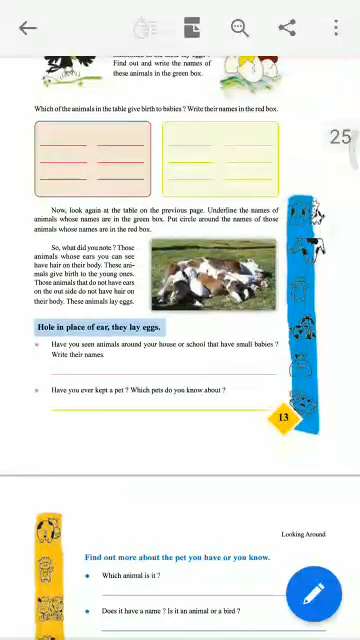 Find out and write the names of
these animals in the green box.
Which of the animals in the table give birth to babies ? Write their names in the red box.
25
Now, look again at the table on the previous page. Underline the names of
animals whose names are in the green box. Put circle around the names of those
animals whose names are in the red box.
So, what did you note ? Those
animals whose ears you can see
have hair on their body. These ani-
mals give birth to the young ones.
Those animals that do not have ears
on the out side do not have hair on
their body. These animals lay eggs.
Hole in place of ear, they lay eggs.
Have you seen animals around your house or school that have small babies ?
Write their names.
Have you ever kept a pet ? Which pets do you know about ?
13
Looking Around
Find out more about the pet you have or you know.
Which animal is it ?
Does it have a name ? Is it an animal or a bird ?